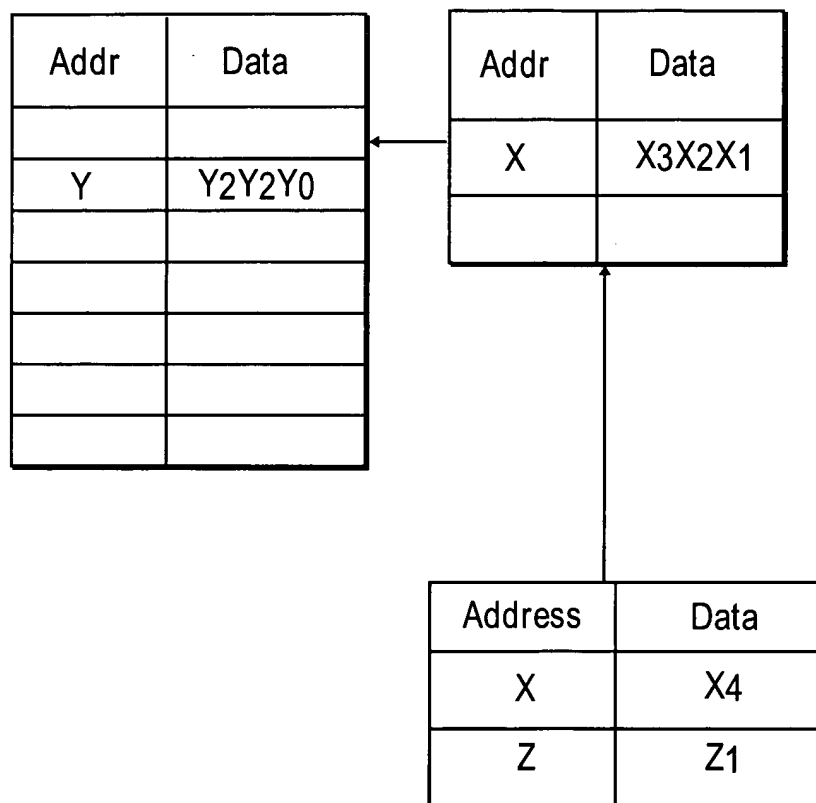 Addr Data
Y Y2Y2Y0
Addr Data
X X3X2X1
Address Data
X X4
Z Z1